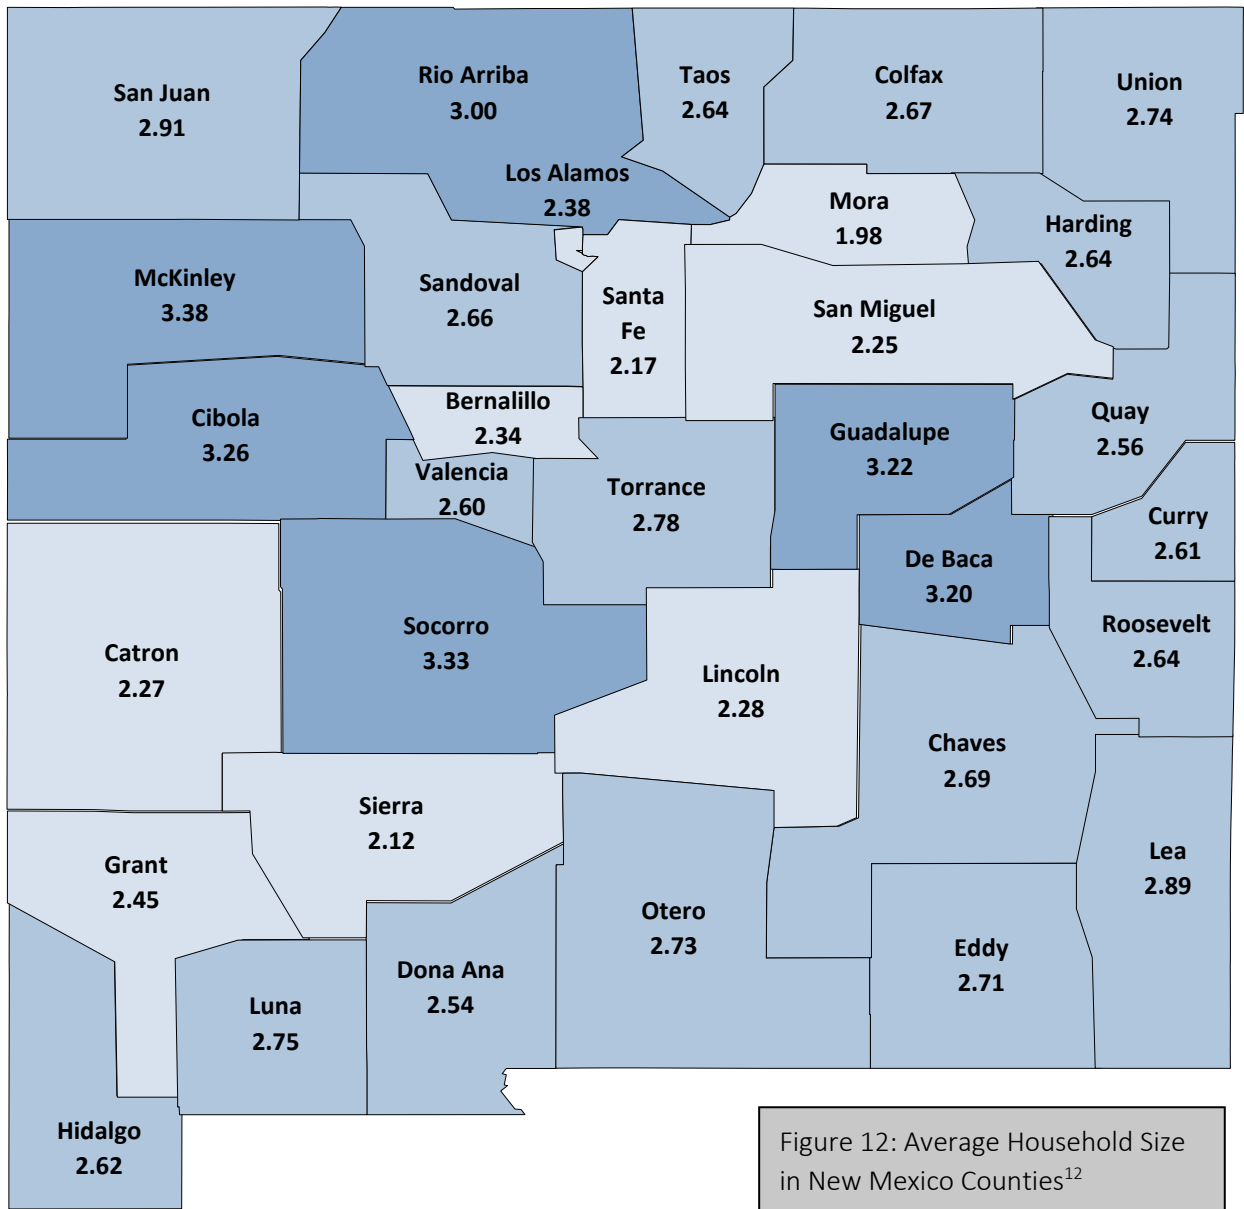 San Juan
2.91
Rio Arriba
3.00
Taos
2.64
Colfax
2.67
Union
2.74
Los Alamos
2.38
Mora
1.98
Harding
2.64
McKinley
3.38
Sandoval
2.66
Santa
Fe
2.17
San Miguel
2.25
Cibola
3.26
Bernalillo
2.34
Guadalupe
3.22
Quay
2.56
Valencia
2.60
Torrance
2.78
Curry
2.61
De Baca
3.20
Catron
2.27
Socorro
3.33
Lincoln
2.28
Roosevelt
2.64
Chaves
2.69
Sierra
2.12
Grant
2.45
Lea
2.89
Otero
2.73
Eddy
2.71
Dona Ana
2.54
Luna
2.75
Hidalgo
2.62
Figure 12: Average Household Size
in New Mexico Counties¹²